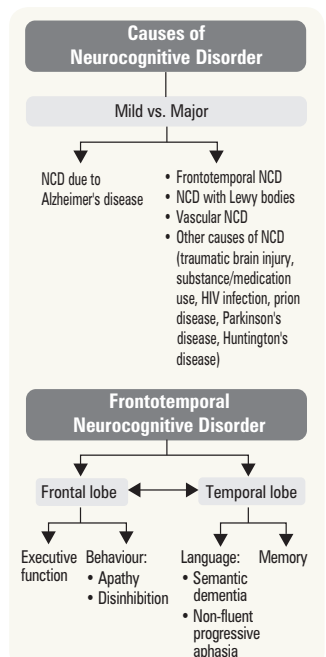 Causes of
Neurocognitive Disorder
Mild vs. Major
NCD due to
Alzheimer's disease
• Frontotemporal NCD
• NCD with Lewy bodies
• Vascular NCD
• Other causes of NCD
(traumatic brain injury,
substance/medication
use, HIV infection, prion
disease, Parkinson's
disease, Huntington's
disease)
Frontotemporal
Neurocognitive Disorder
Frontal lobe
Temporal lobe
Executive
function
Behaviour:
• Apathy
• Disinhibition
Language:
• Semantic
dementia
• Non-fluent
progressive
aphasia
Memory